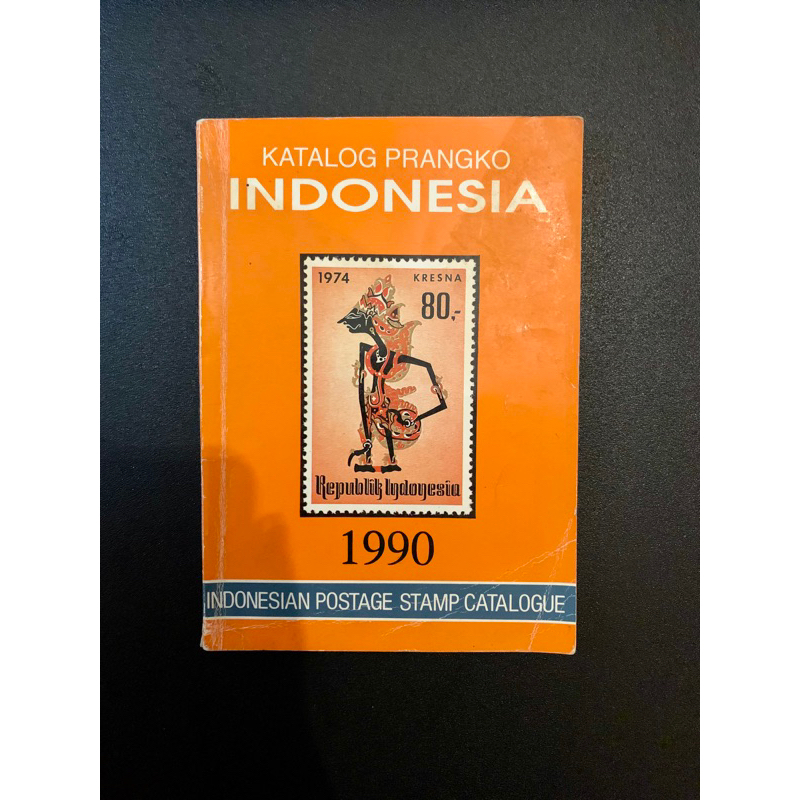 KATALOG PRANGKO
INDONESIA
1974 KRESNA
80,-
Republik Indonesia
1990
INDONESIAN POSTAGE STAMP CATALOGUE